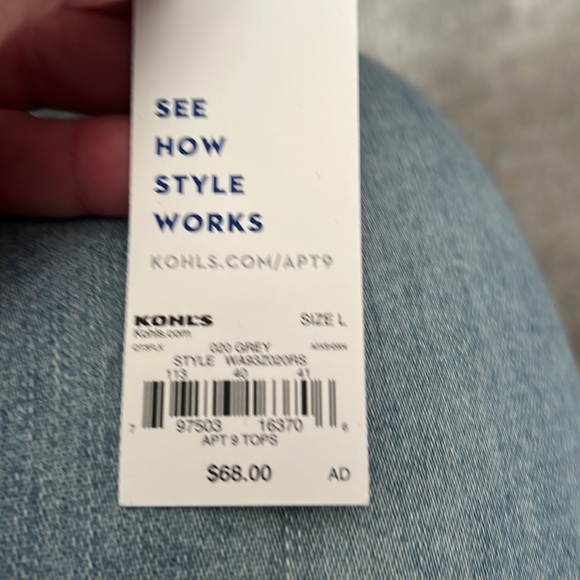 SEE
HOW
STYLE
WORKS
KOHLS.COM/APT9
KOHL'S SIZE L
Kohls.com
020 GREY
STYLE WA93Z020RS
113 40 41
7 97503 16370 6
APT 9 TOPS
$68.00 AD